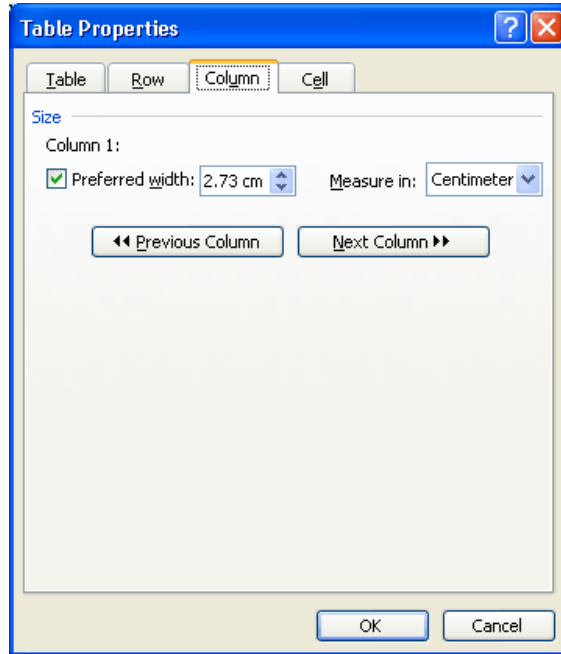 Table Properties
Table Row Column Cell
Size
Column 1:
Preferred width: 2.73 cm Measure in: Centimeter
Previous Column Next Column
OK Cancel